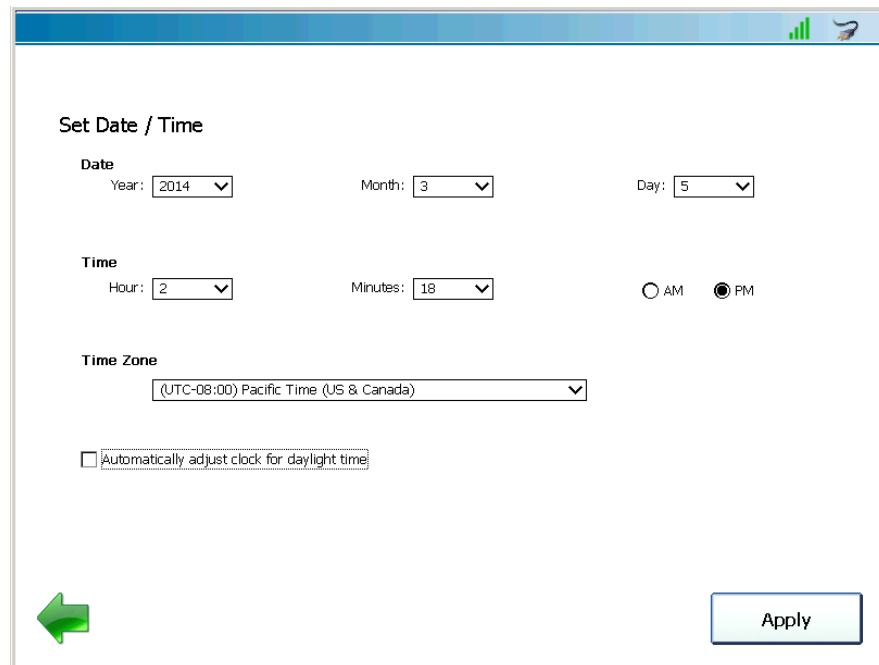 Set Date / Time
Date
Year: 2014 Month: 3 Day: 5
Time
Hour: 2 Minutes: 18 AM PM
Time Zone
(UTC-08:00) Pacific Time (US & Canada)
Automatically adjust clock for daylight time
Apply